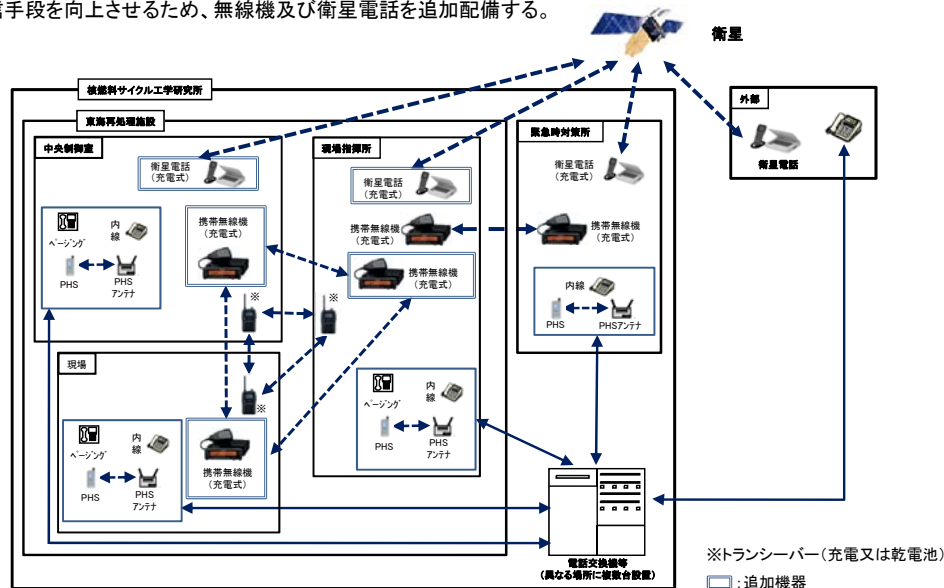 信手段を向上させるため、無線機及び衛星電話を追加配備する。
衛星
核燃料サイクル工学研究所
東海再処理施設
中央制御室
衛星電話
(充電式)
ページング
内
線
PHS
PHS
アンテナ
携帯無線機
(充電式)
※
現場指揮所
衛星電話
(充電式)
携帯無線機
(充電式)
携帯無線機
(充電式)
※
ページング
内
線
PHS
PHS
アンテナ
緊急時対策所
衛星電話
(充電式)
携帯無線機
(充電式)
内線
PHS
PHSアンテナ
外部
衛星電話
現場
※
ページング
内
線
PHS
PHS
アンテナ
携帯無線機
(充電式)
電話交換機等
(異なる場所に複数台設置)
※トランシーバー(充電又は乾電池)
:追加機器